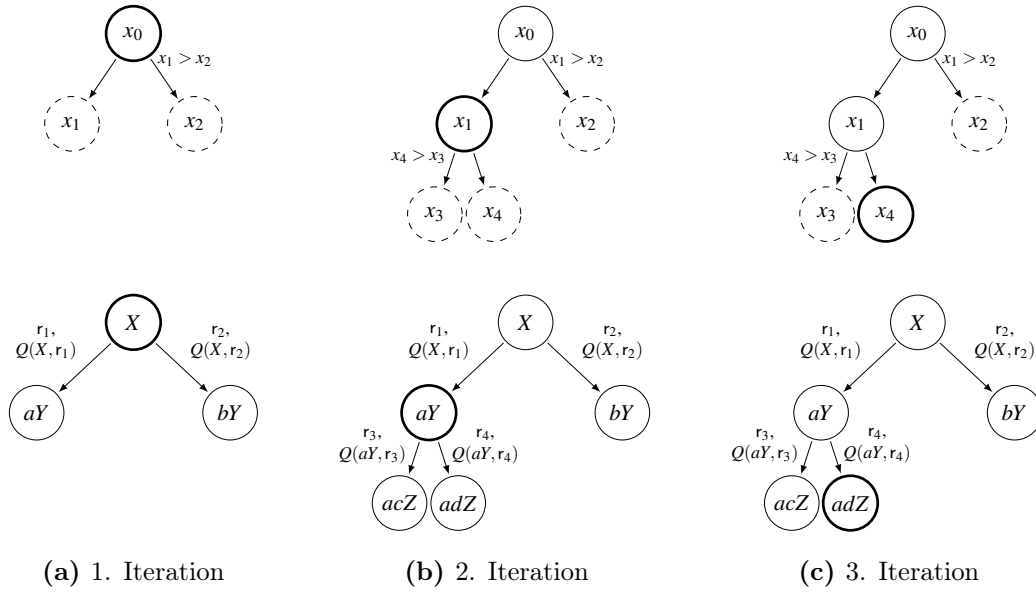 x₀
x₁ > x₂
x₁
x₂
x₀
x₁ > x₂
x₁
x₂
x₄ > x₃
x₃
x₄
x₀
x₁ > x₂
x₁
x₂
x₄ > x₃
x₃
x₄
X
r₁,
Q(X,r₁)
r₂,
Q(X,r₂)
aY
bY
X
r₁,
Q(X,r₁)
r₂,
Q(X,r₂)
aY
bY
r₃,
Q(aY,r₃)
r₄,
Q(aY,r₄)
acZ
adZ
X
r₁,
Q(X,r₁)
r₂,
Q(X,r₂)
aY
bY
r₃,
Q(aY,r₃)
r₄,
Q(aY,r₄)
acZ
adZ
(a) 1. Iteration
(b) 2. Iteration
(c) 3. Iteration